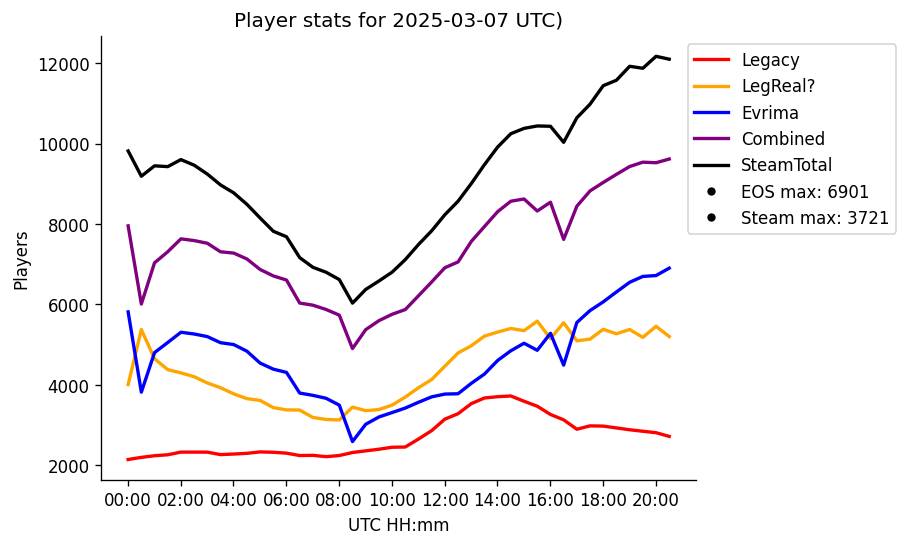 Player stats for 2025-03-07 UTC)
12000
10000
8000
6000
4000
2000
Players
00:00 02:00 04:00 06:00 08:00 10:00 12:00 14:00 16:00 18:00 20:00
UTC HH:mm
Legacy
LegReal?
Evrima
Combined
SteamTotal
EOS max: 6901
Steam max: 3721